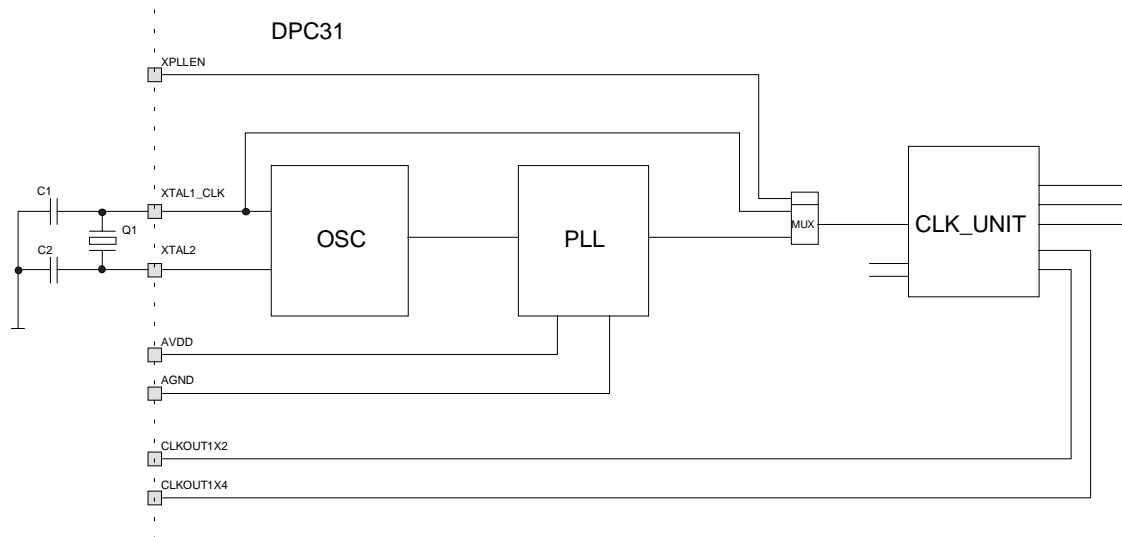 DPC31
XPLLEN
C1
XTAL1_CLK
Q1
C2
XTAL2
OSC
PLL
MUX
CLK_UNIT
AVDD
AGND
CLKOUT1X2
CLKOUT1X4